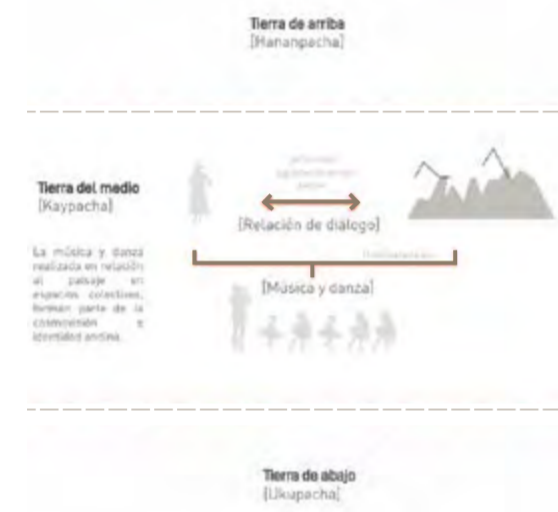 Tierra de arriba
[Hananpacha]
Tierra del medio
[Kaypacha]
[Relación de diálogo]
La música y danza
realizada en relación
al paisaje en
espacios colectivos,
forman parte de la
cosmovisión e
identidad andina.
[Música y danza]
Tierra de abajo
[Ukupacha]